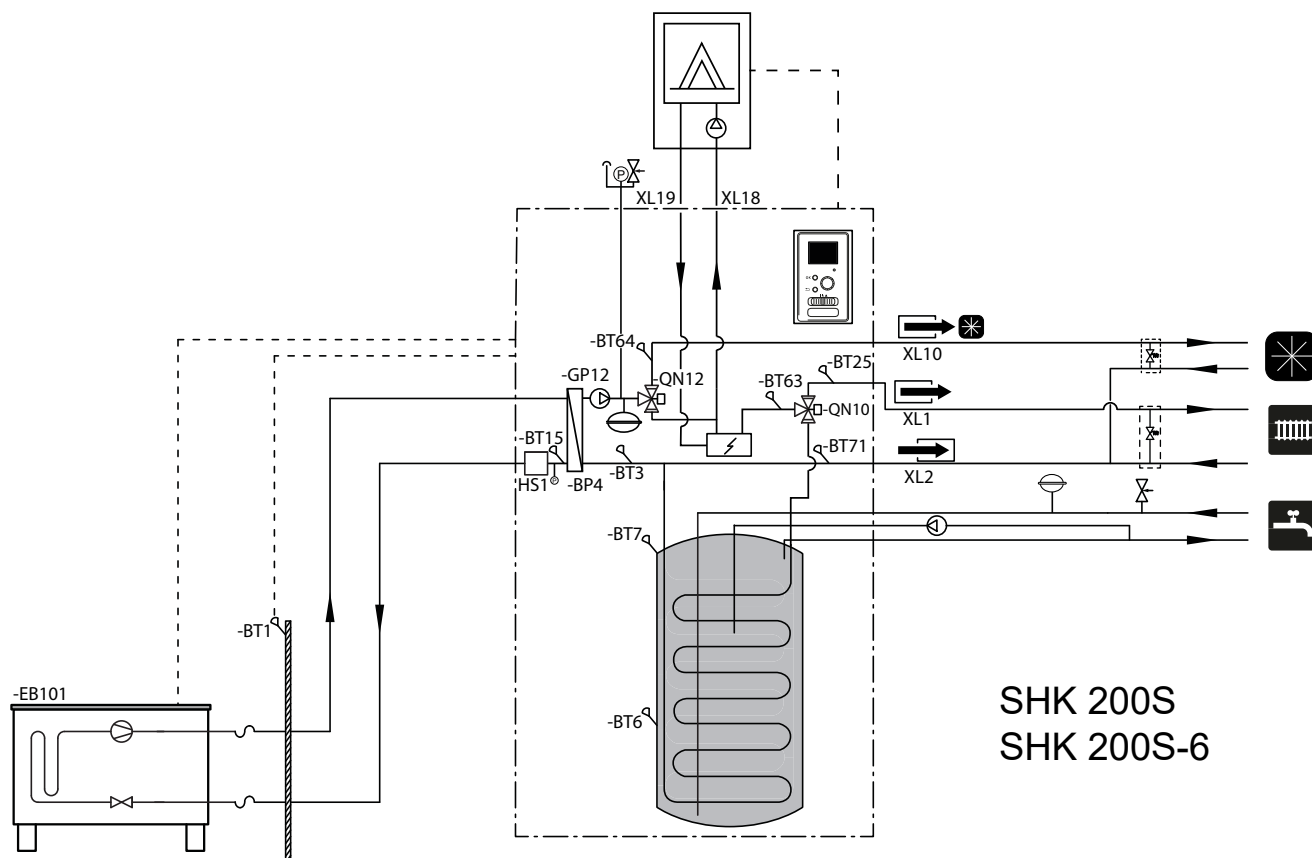 XL19
XL18
P
-BT64
-GP12
-QN12
-BT63
-BT25
-QN10
XL10
XL1
-BT15
-BT3
-BT71
HS1
P
-BP4
XL2
-BT7
-BT1
-EB101
-BT6
SHK 200S
SHK 200S-6